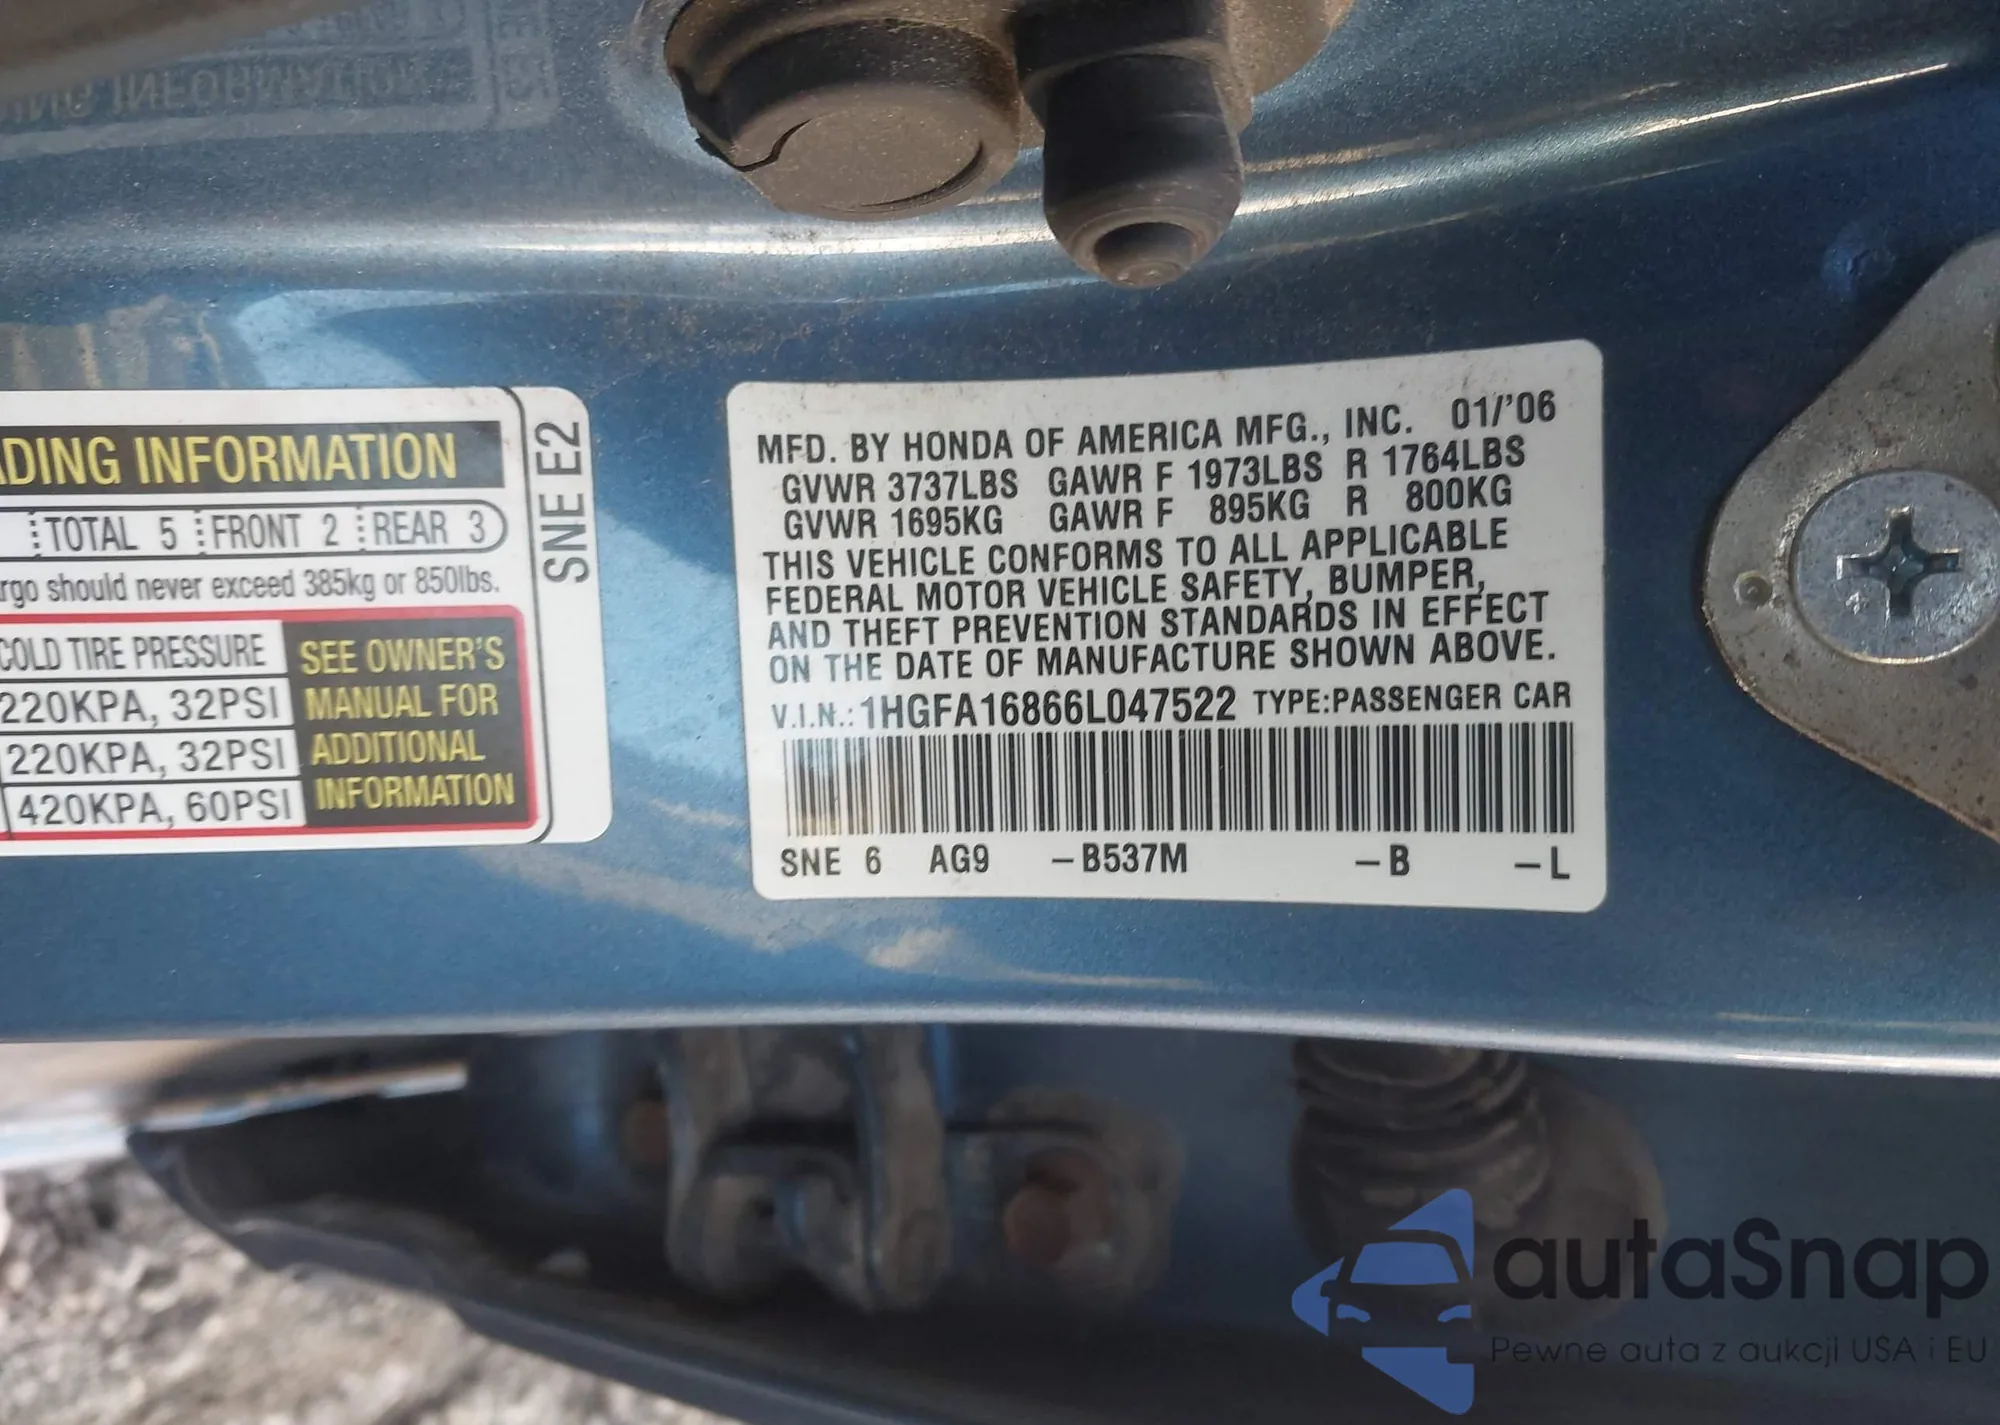 ADING INFORMATION
TOTAL 5 FRONT 2 REAR 3
rgo should never exceed 385kg or 850lbs.
COLD TIRE PRESSURE
220KPA, 32PSI
220KPA, 32PSI
420KPA, 60PSI
SEE OWNER'S
MANUAL FOR
ADDITIONAL
INFORMATION
SNE E2
MFD. BY HONDA OF AMERICA MFG., INC. 01/'06
GVWR 3737LBS GAWR F 1973LBS R 1764LBS
GVWR 1695KG GAWR F 895KG R 800KG
THIS VEHICLE CONFORMS TO ALL APPLICABLE
FEDERAL MOTOR VEHICLE SAFETY, BUMPER,
AND THEFT PREVENTION STANDARDS IN EFFECT
ON THE DATE OF MANUFACTURE SHOWN ABOVE.
V.I.N.: 1HGFA16866L047522 TYPE:PASSENGER CAR
SNE 6 AG9 –B537M –B –L
autaSnap
Pewne auta z aukcji USA i EU